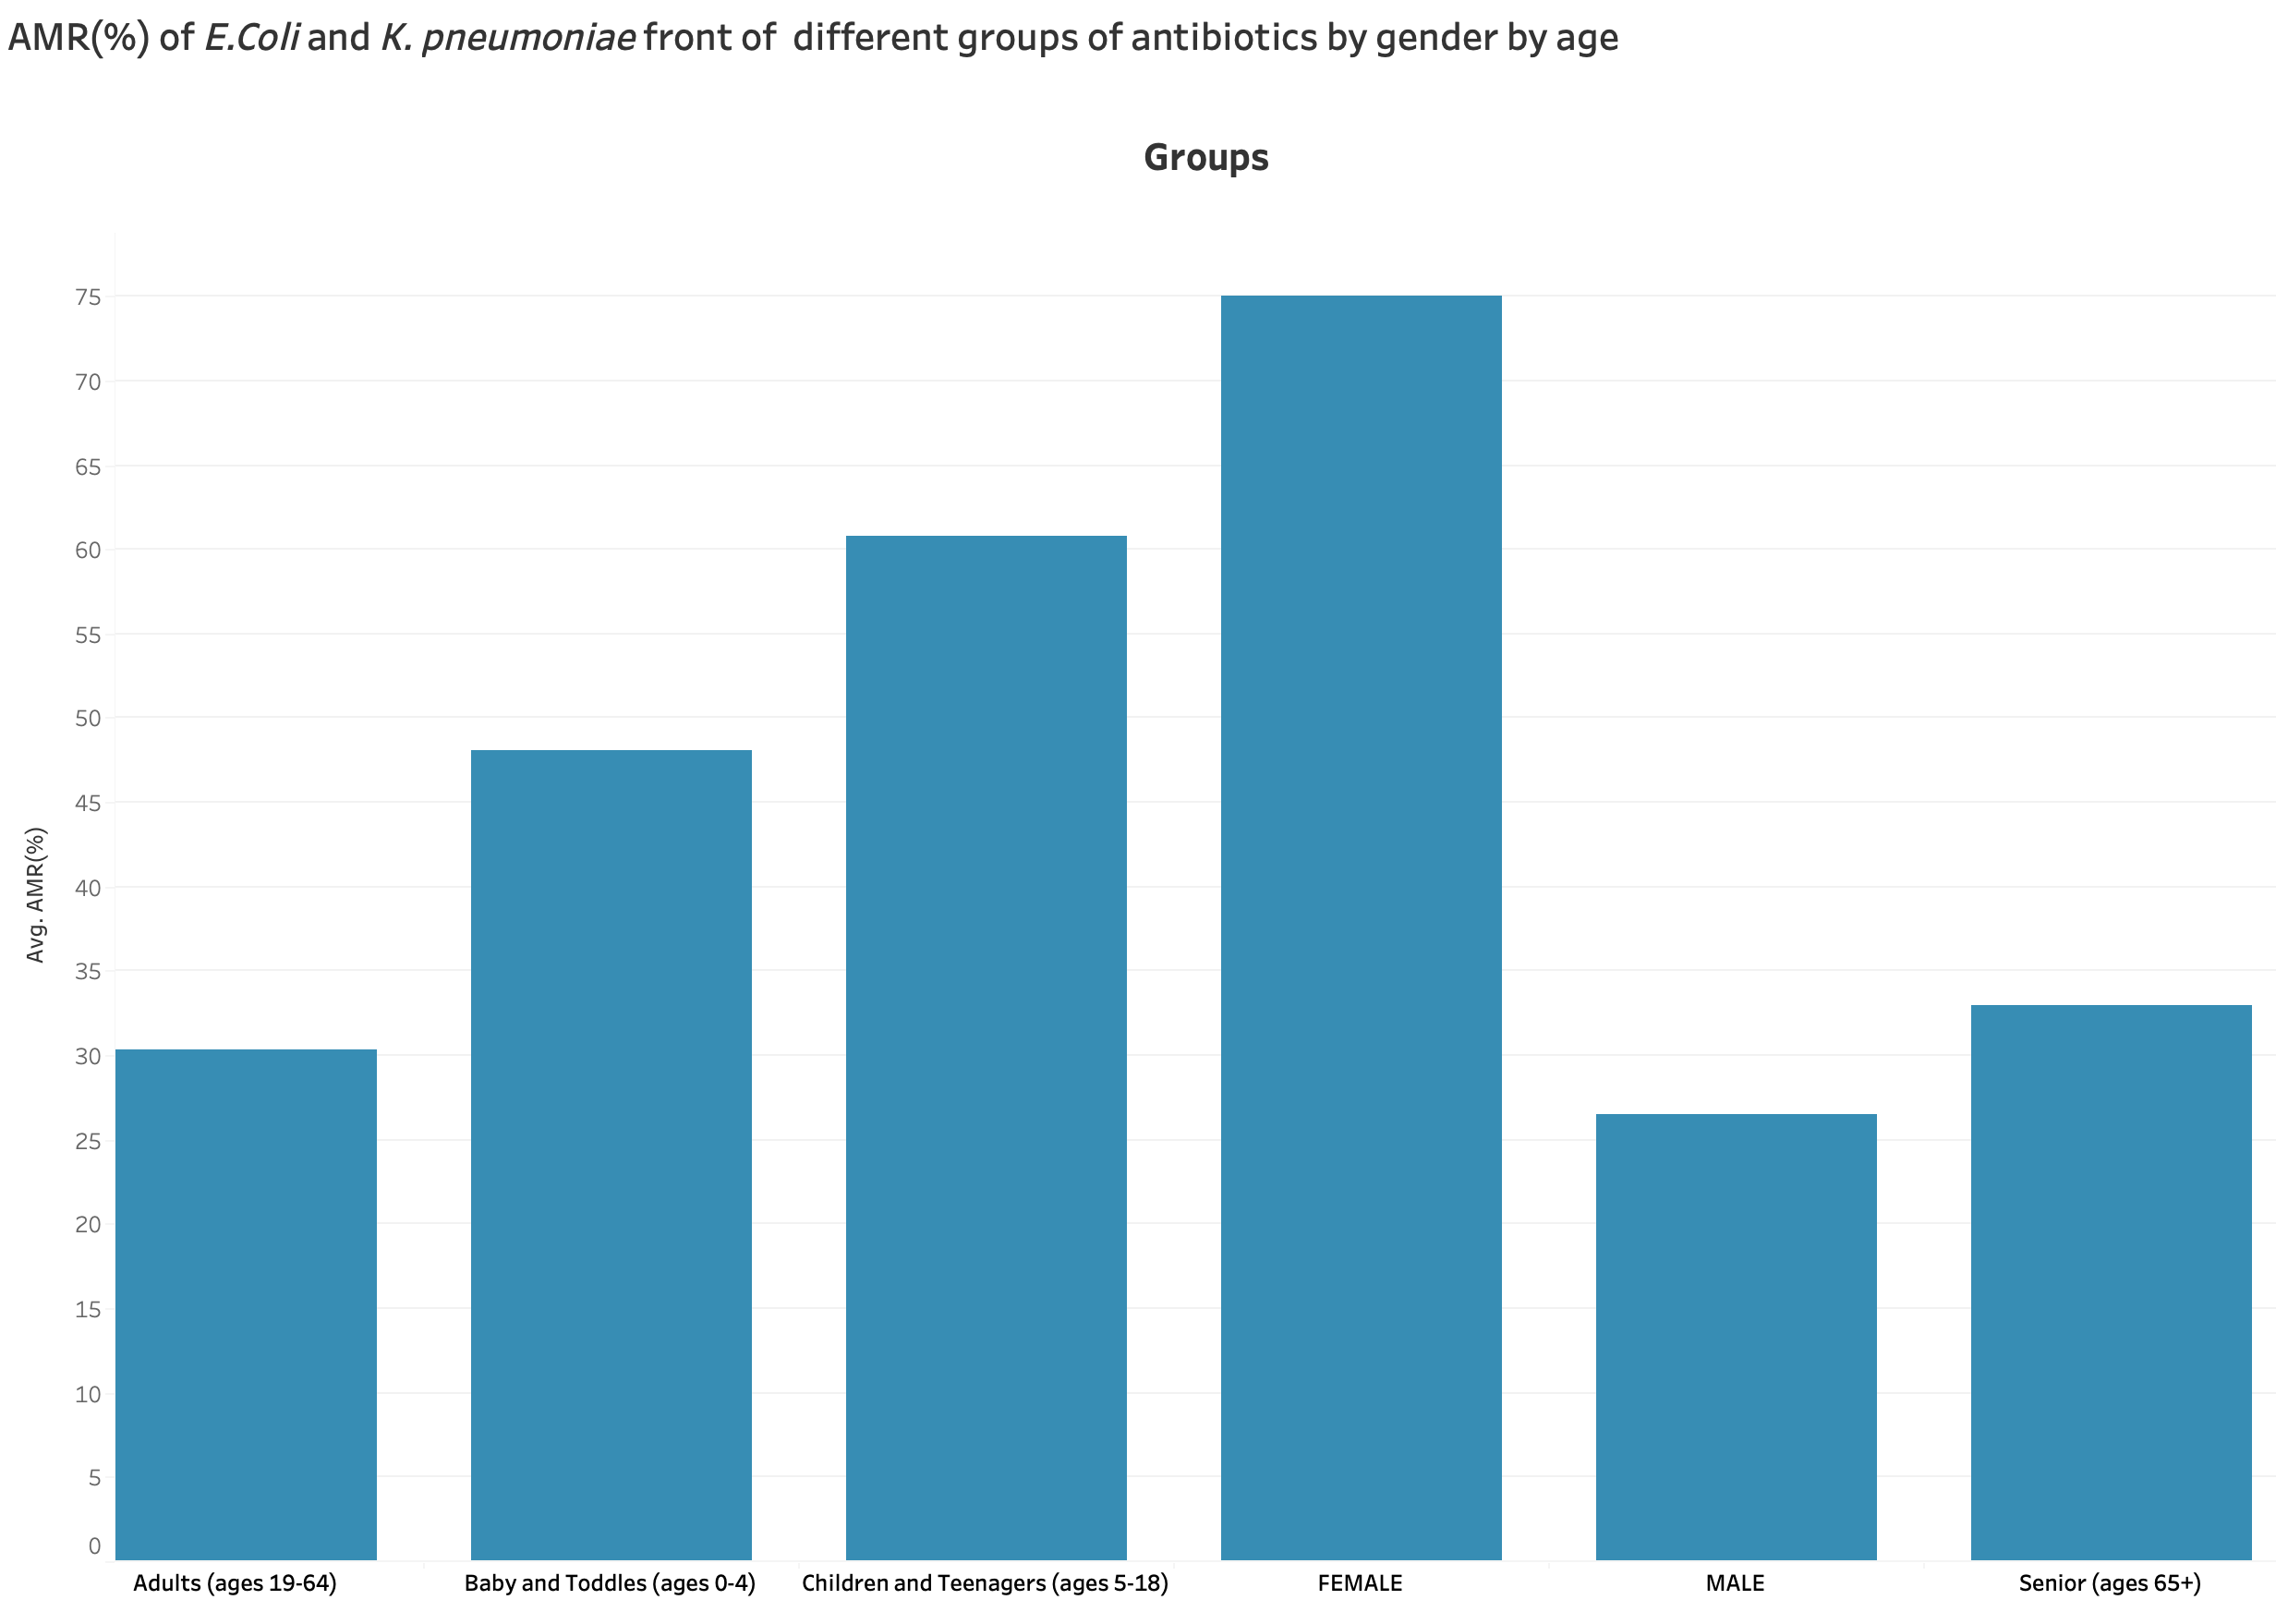 AMR(%) of E.Coli and K. pneumoniae front of  different groups of antibiotics by gender by age
Groups
75
70
65
60
55
50
45
40
35
30
25
20
15
10
5
0
Avg. AMR(%)
Adults (ages 19-64)
Baby and Toddles (ages 0-4)
Children and Teenagers (ages 5-18)
FEMALE
MALE
Senior (ages 65+)